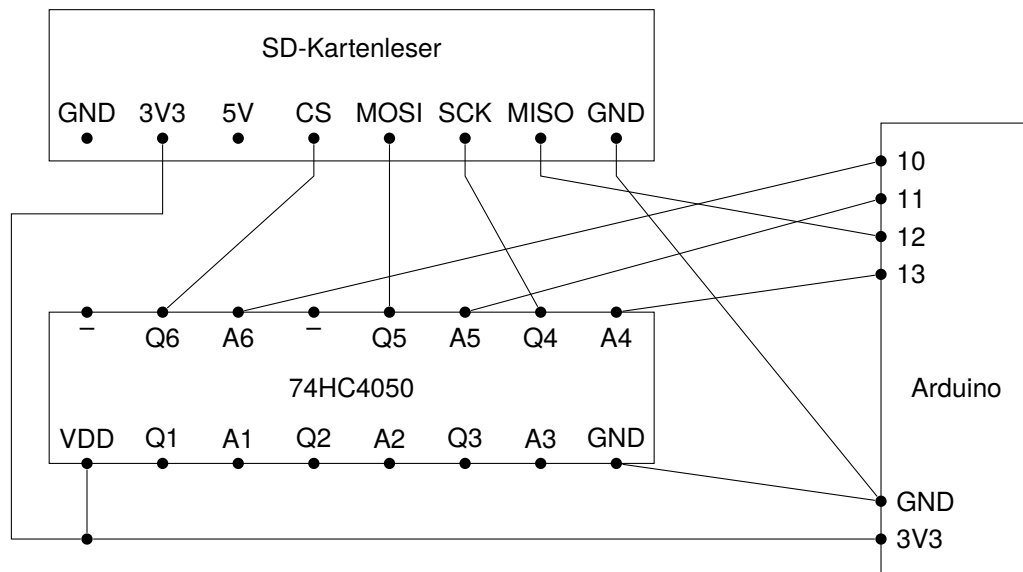 SD-Kartenleser
GND 3V3 5V CS MOSI SCK MISO GND
10
11
12
13
– Q6 A6 – Q5 A5 Q4 A4
74HC4050
Arduino
VDD Q1 A1 Q2 A2 Q3 A3 GND
GND
3V3